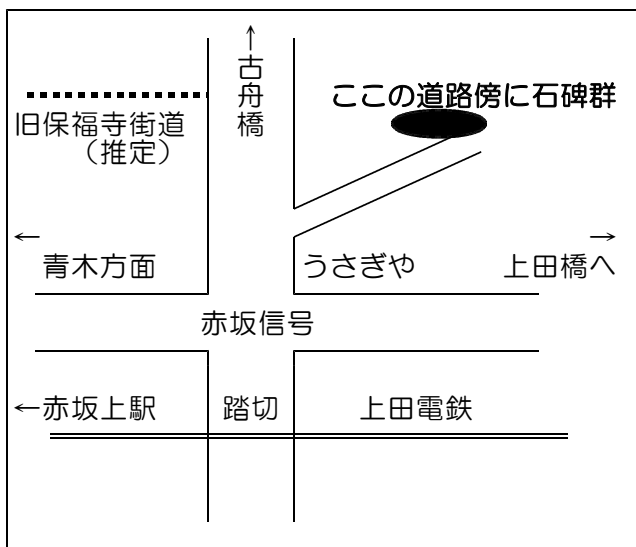 ↑古舟橋
ここの道路傍に石碑群
旧保福寺街道
（推定）
←
青木方面
うさぎや
→
上田橋へ
赤坂信号
←赤坂上駅
踏切
上田電鉄